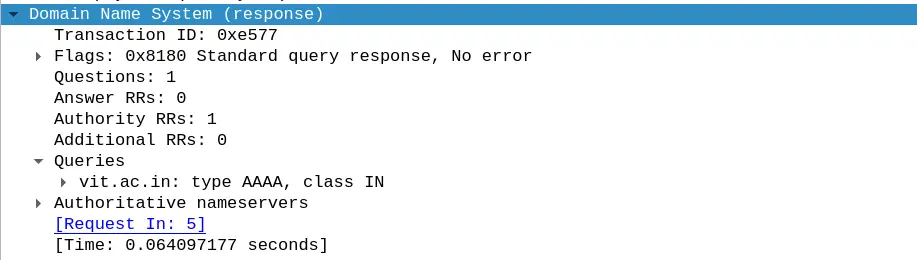 Domain Name System (response)
Transaction ID: 0xe577
Flags: 0x8180 Standard query response, No error
Questions: 1
Answer RRs: 0
Authority RRs: 1
Additional RRs: 0
Queries
vit.ac.in: type AAAA, class IN
Authoritative nameservers
[Request In: 5]
[Time: 0.064097177 seconds]